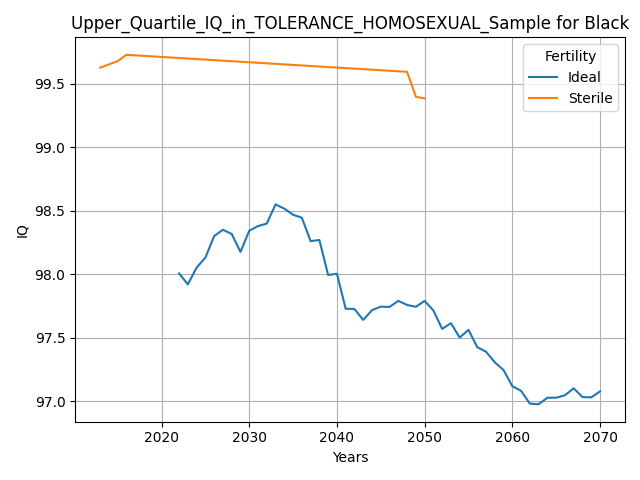 Upper_Quartile_IQ_in_TOLERANCE_HOMOSEXUAL_Sample for Black
Fertility
Ideal
Sterile
99.5
99.0
98.5
98.0
97.5
97.0
IQ
2020 2030 2040 2050 2060 2070
Years